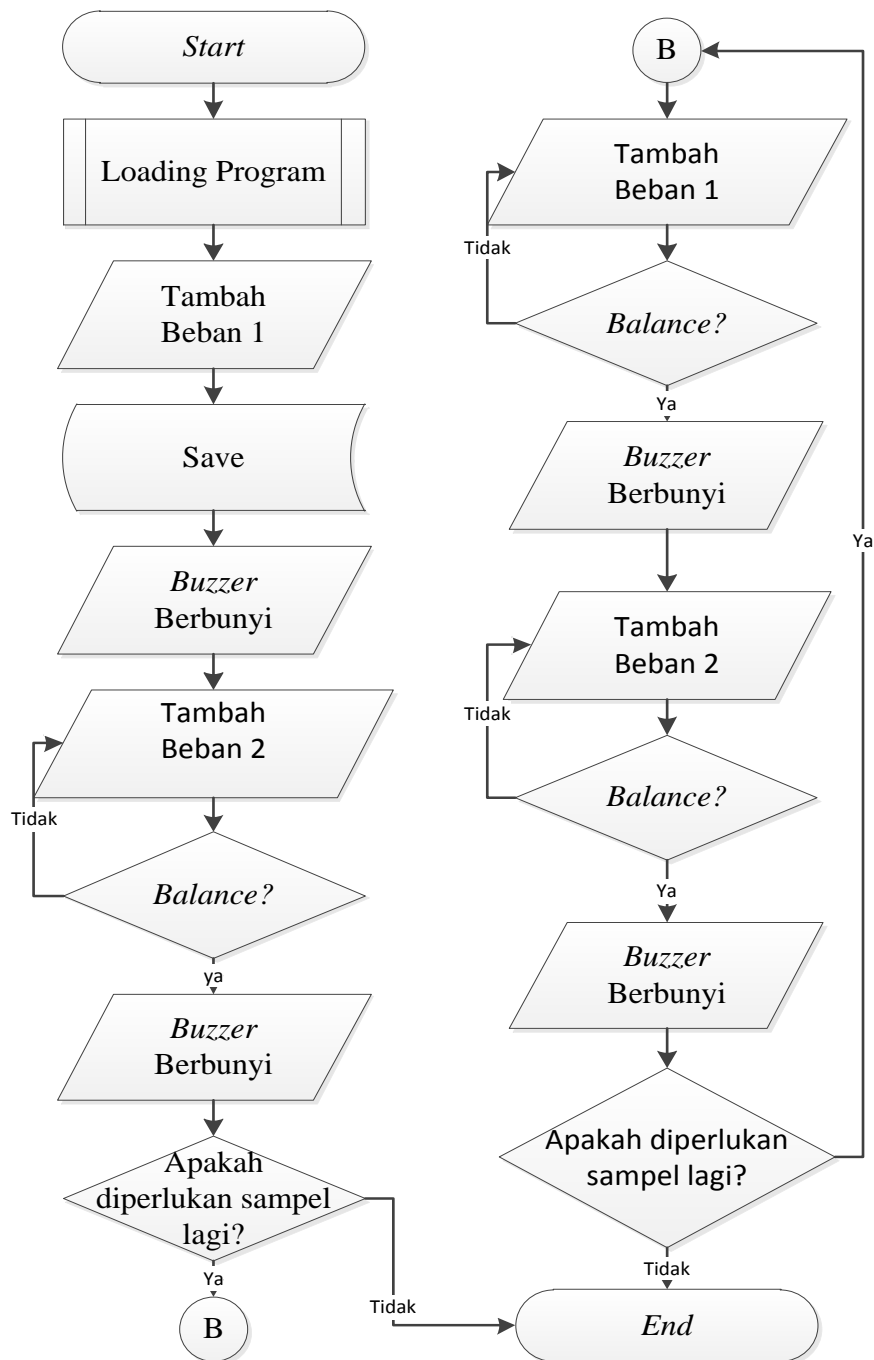 Start
Loading Program
Tambah
Beban 1
Save
Buzzer
Berbunyi
Tambah
Beban 2
Tidak
Balance?
ya
Buzzer
Berbunyi
Apakah
diperlukan sampel
lagi?
Ya
Tidak
B
B
Tambah
Beban 1
Tidak
Balance?
Ya
Buzzer
Berbunyi
Ya
Tambah
Beban 2
Tidak
Balance?
Ya
Buzzer
Berbunyi
Apakah diperlukan
sampel lagi?
Tidak
End